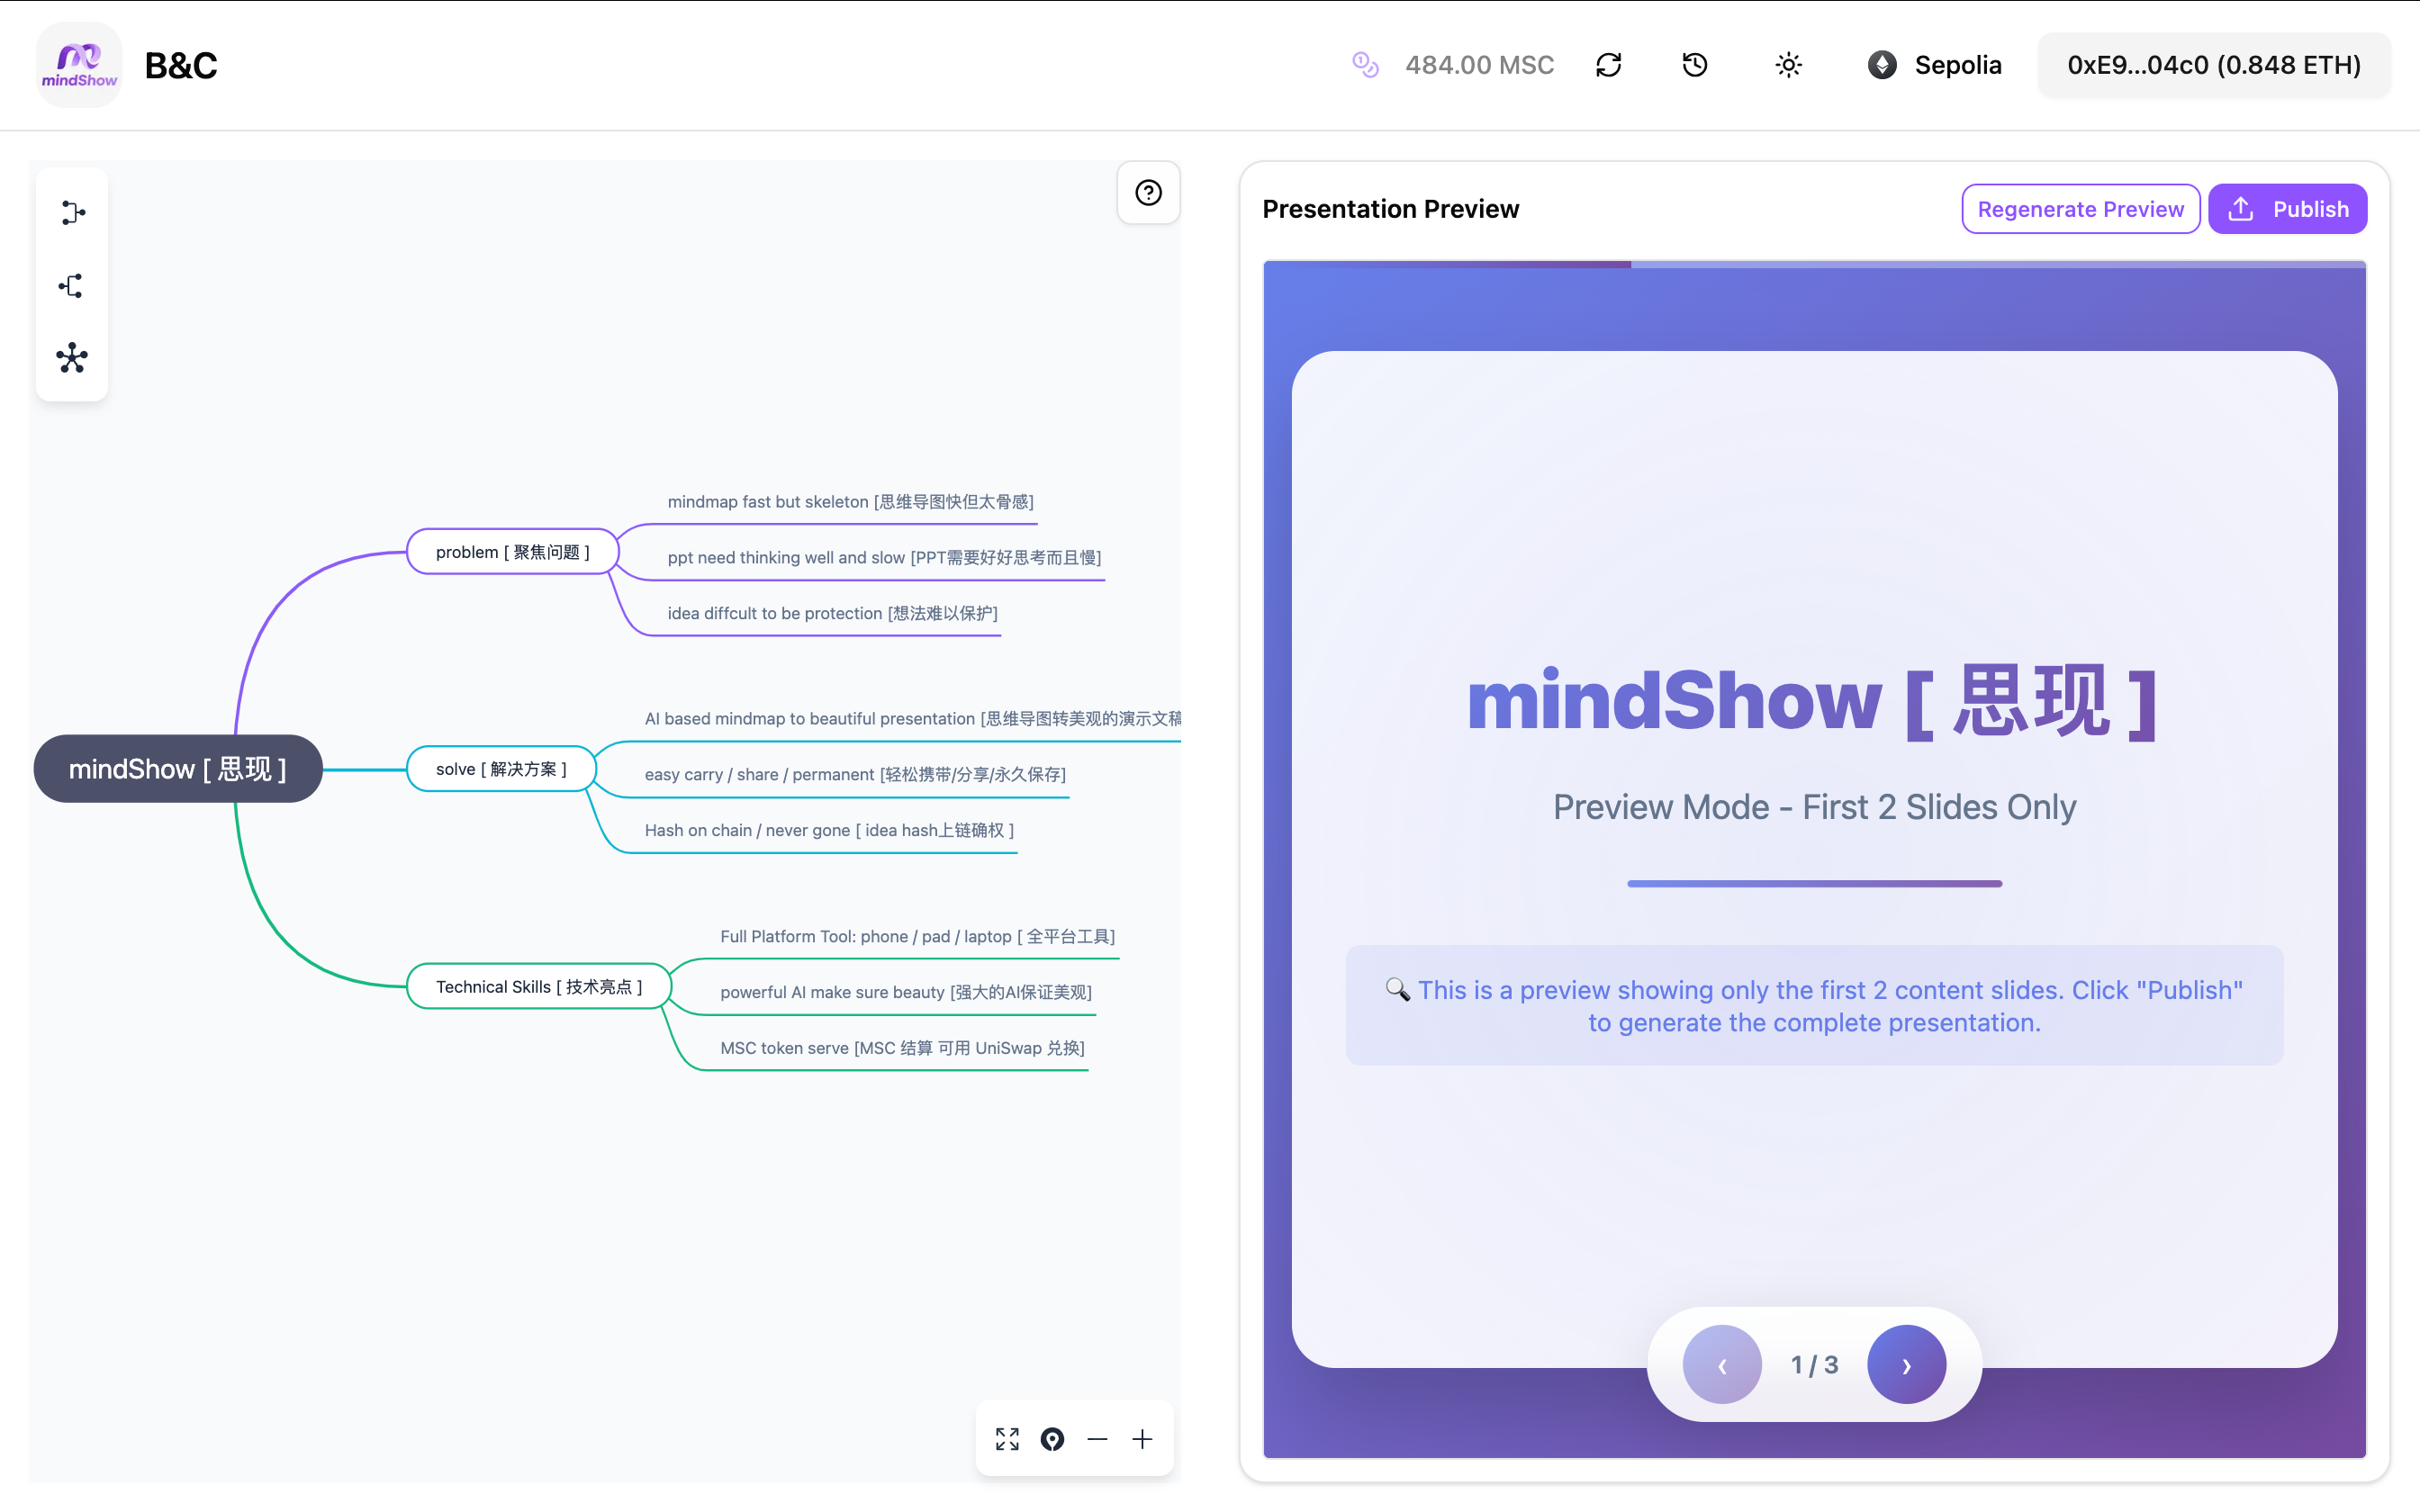 mindShow
B&C
484.00 MSC
Sepolia
0xE9...04c0 (0.848 ETH)
mindmap fast but skeleton [思维导图快但太骨感]
problem [ 聚焦问题 ]
ppt need thinking well and slow [PPT需要好好思考而且慢]
idea diffcult to be protection [想法难以保护]
AI based mindmap to beautiful presentation [思维导图转美观的演示文稿
mindShow [ 思现 ]
solve [ 解决方案 ]
easy carry / share / permanent [轻松携带/分享/永久保存]
Hash on chain / never gone [ idea hash上链确权 ]
Full Platform Tool: phone / pad / laptop [ 全平台工具]
Technical Skills [ 技术亮点 ]
powerful AI make sure beauty [强大的AI保证美观]
MSC token serve [MSC 结算 可用 UniSwap 兑换]
Presentation Preview
Regenerate Preview
Publish
mindShow [ 思现 ]
Preview Mode - First 2 Slides Only
🔍 This is a preview showing only the first 2 content slides. Click "Publish"
to generate the complete presentation.
‹ 1 / 3 ›